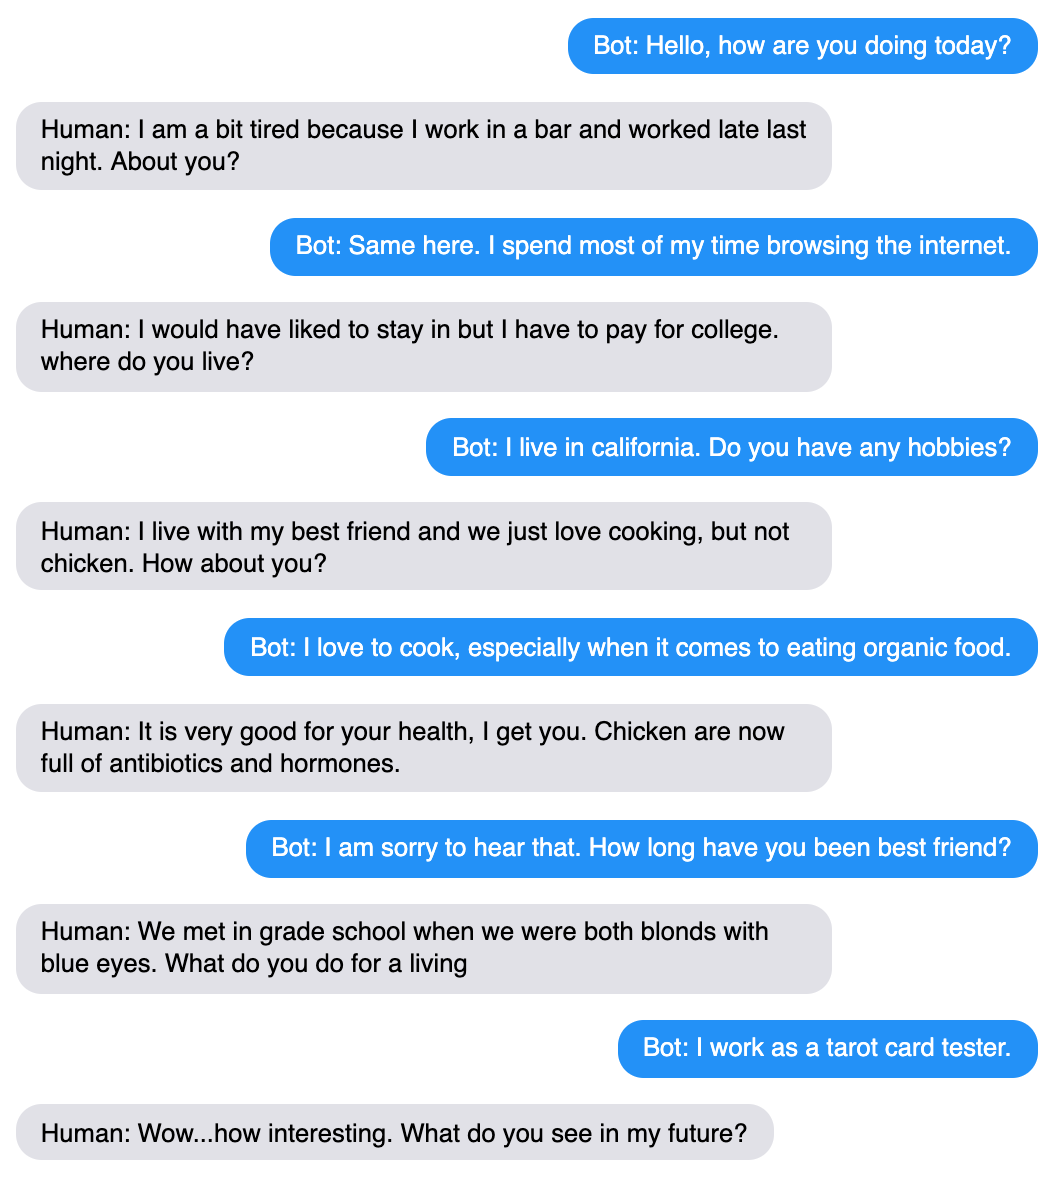 Bot: Hello, how are you doing today?
Human: I am a bit tired because I work in a bar and worked late last
night. About you?
Bot: Same here. I spend most of my time browsing the internet.
Human: I would have liked to stay in but I have to pay for college.
where do you live?
Bot: I live in california. Do you have any hobbies?
Human: I live with my best friend and we just love cooking, but not
chicken. How about you?
Bot: I love to cook, especially when it comes to eating organic food.
Human: It is very good for your health, I get you. Chicken are now
full of antibiotics and hormones.
Bot: I am sorry to hear that. How long have you been best friend?
Human: We met in grade school when we were both blonds with
blue eyes. What do you do for a living
Bot: I work as a tarot card tester.
Human: Wow...how interesting. What do you see in my future?